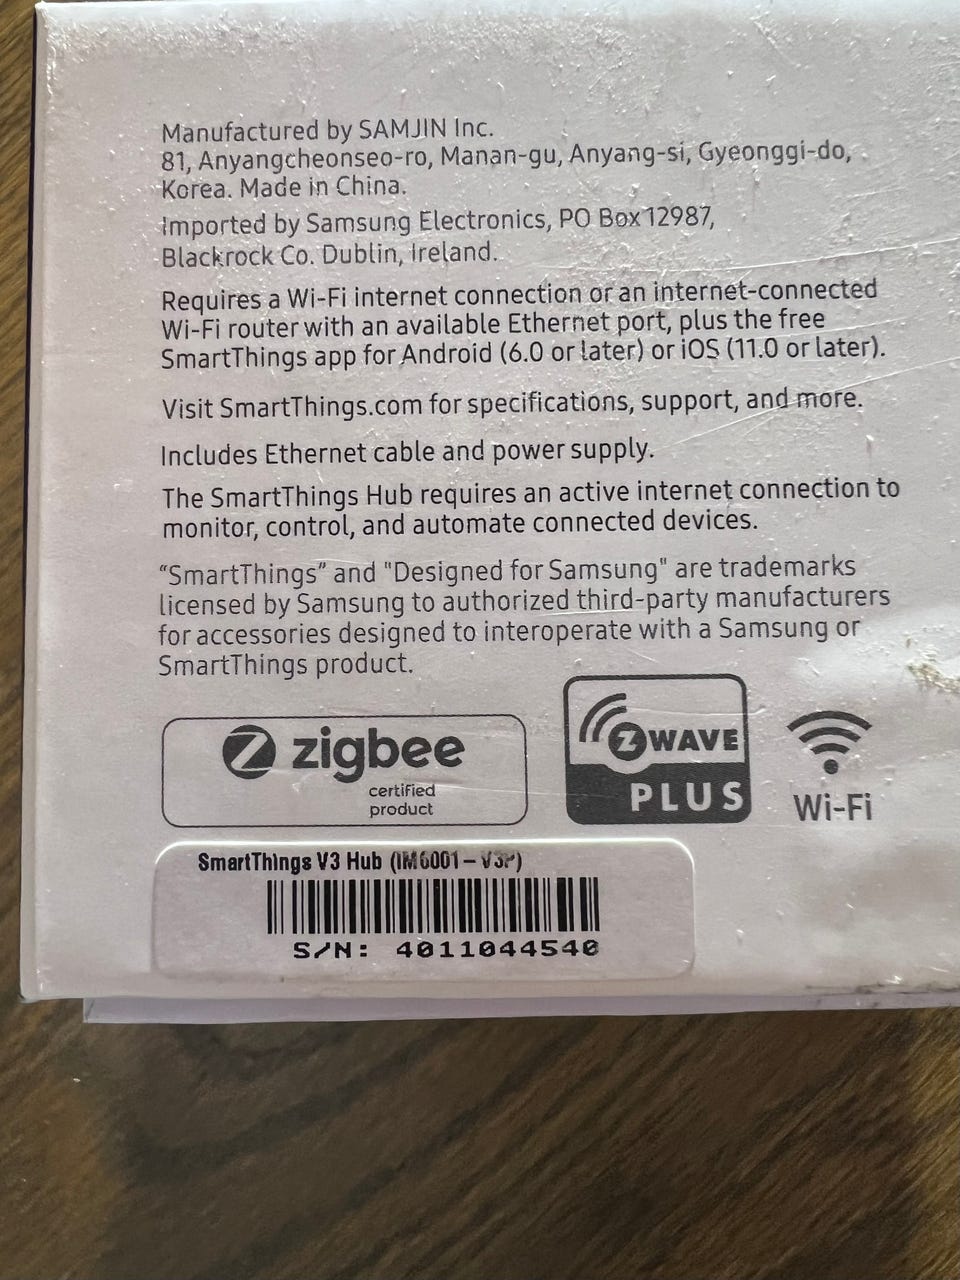 Manufactured by SAMJIN Inc.
81, Anyangcheonseo-ro, Manan-gu, Anyang-si, Gyeonggi-do,
Korea. Made in China.
Imported by Samsung Electronics, PO Box 12987,
Blackrock Co. Dublin, Ireland.
Requires a Wi-Fi internet connection or an internet-connected
Wi-Fi router with an available Ethernet port, plus the free
SmartThings app for Android (6.0 or later) or iOS (11.0 or later).
Visit SmartThings.com for specifications, support, and more.
Includes Ethernet cable and power supply.
The SmartThings Hub requires an active internet connection to
monitor, control, and automate connected devices.
“SmartThings” and "Designed for Samsung" are trademarks
licensed by Samsung to authorized third-party manufacturers
for accessories designed to interoperate with a Samsung or
SmartThings product.
zigbee
certified
product
Z WAVE
PLUS
Wi-Fi
SmartThings V3 Hub (IM6001-V3P)
S/N: 4011044540